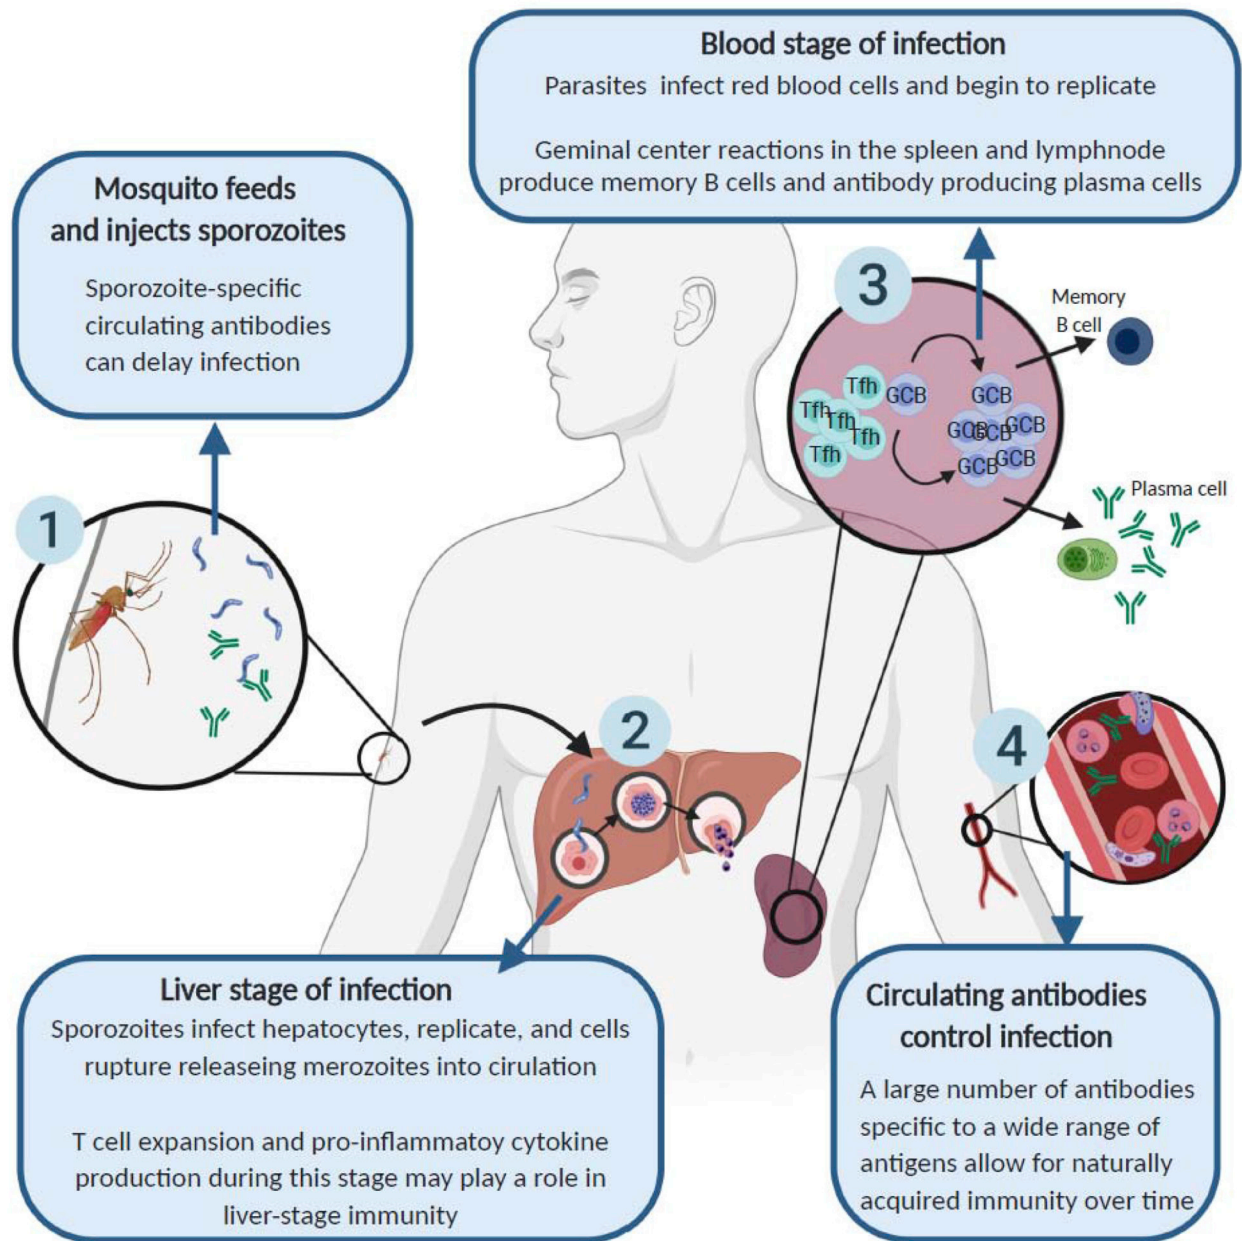 Blood stage of infection
Parasites infect red blood cells and begin to replicate
Geminal center reactions in the spleen and lymphnode
produce memory B cells and antibody producing plasma cells
Mosquito feeds
and injects sporozoites
Sporozoite-specific
circulating antibodies
can delay infection
3
Memory
B cell
Tfh
GCB
GCB
Tfh
Tfh
Tfh
Tfh
GCB
GCB
GCB
GCB
GCB
Plasma cell
1
2
4
Liver stage of infection
Sporozoites infect hepatocytes, replicate, and cells
rupture releaseing merozoites into cirulation
T cell expansion and pro-inflammatoy cytokine
production during this stage may play a role in
liver-stage immunity
Circulating antibodies
control infection
A large number of antibodies
specific to a wide range of
antigens allow for naturally
acquired immunity over time